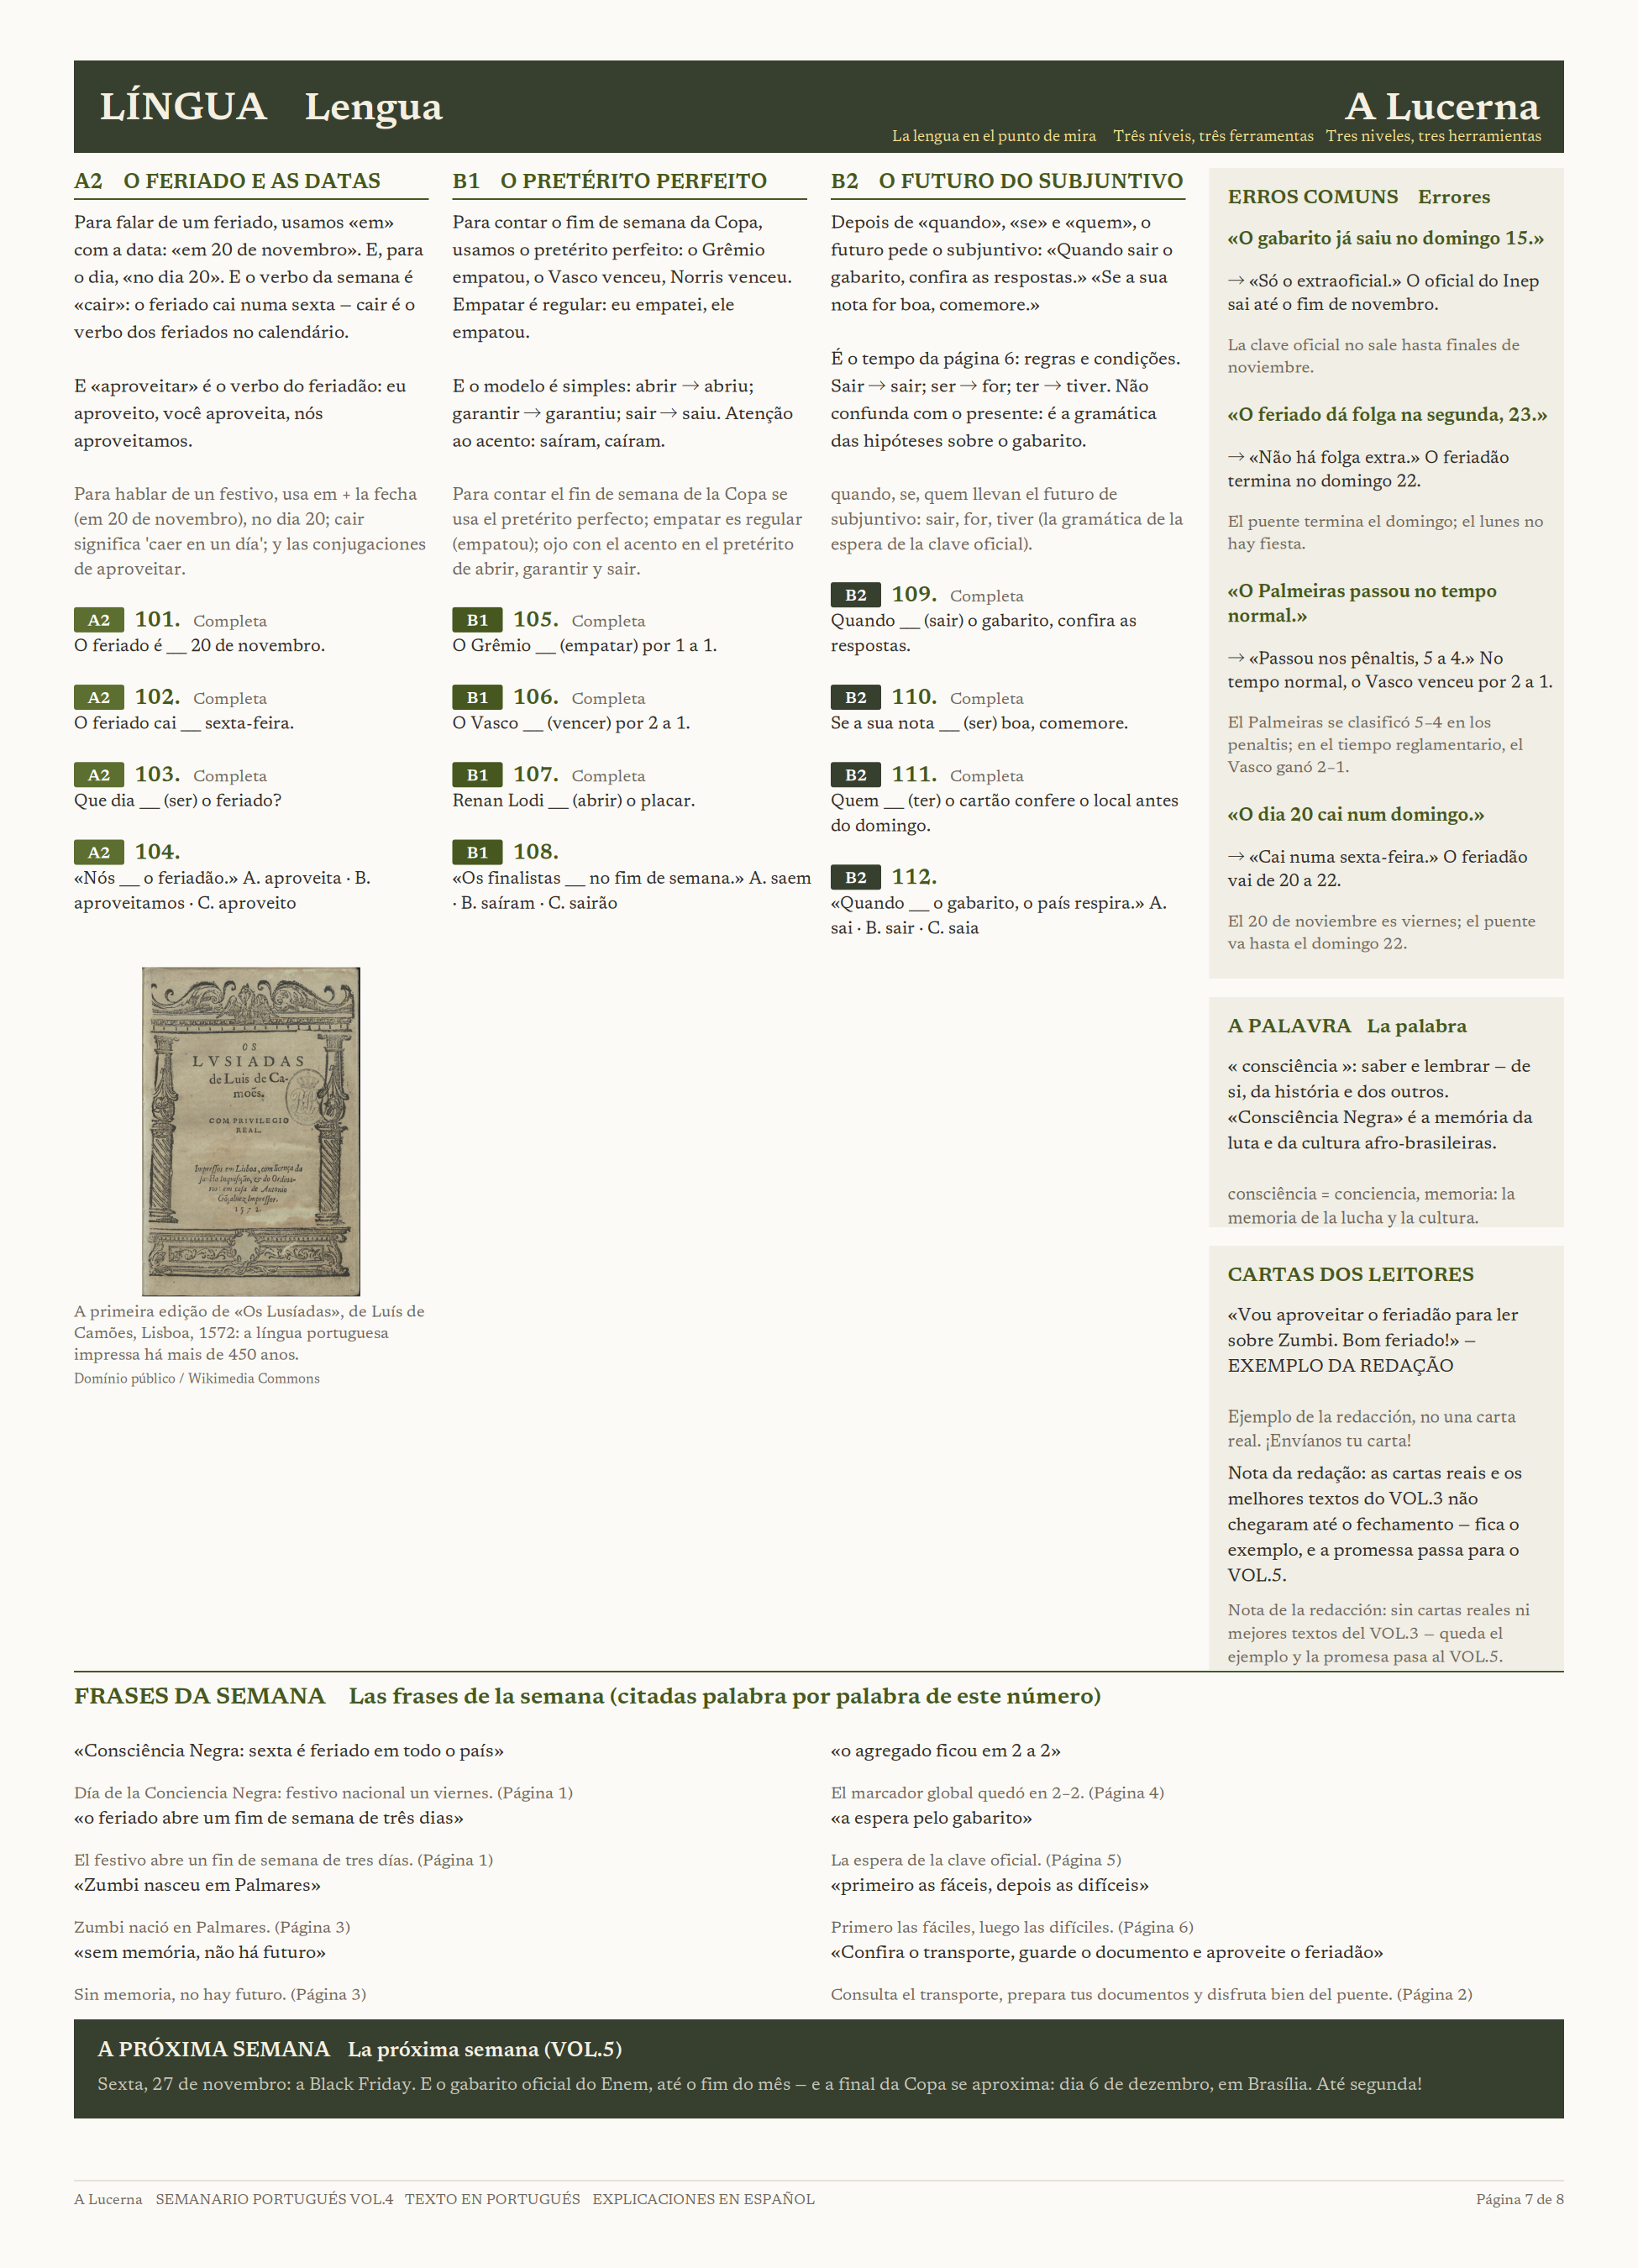 LÍNGUA Lengua
A Lucerna
La lengua en el punto de mira Três níveis, três ferramentas Tres niveles, tres herramientas
A2 O FERIADO E AS DATAS
Para falar de um feriado, usamos «em»
com a data: «em 20 de novembro». E, para
o dia, «no dia 20». E o verbo da semana é
«cair»: o feriado cai numa sexta — cair é o
verbo dos feriados no calendário.
E «aproveitar» é o verbo do feriadão: eu
aproveito, você aproveita, nós
aproveitamos.
Para hablar de un festivo, usa em + la fecha
(em 20 de novembro), no dia 20; cair
significa 'caer en un día'; y las conjugaciones
de aproveitar.
A2 101. Completa
O feriado é __ 20 de novembro.
A2 102. Completa
O feriado cai __ sexta-feira.
A2 103. Completa
Que dia __ (ser) o feriado?
A2 104.
«Nós __ o feriadão.» A. aproveita · B.
aproveitamos · C. aproveito
OS
LVSIADAS
de Luis de Ca-
moẽs.
COM PRIVILEGIO
REAL.
Impressos em Lisboa, com licença da
sancta Inquisição, & do Ordina-
rio: em casa de Antonio
Gõçaluez Impressor.
1572.
A primeira edição de «Os Lusíadas», de Luís de
Camões, Lisboa, 1572: a língua portuguesa
impressa há mais de 450 anos.
Domínio público / Wikimedia Commons
B1 O PRETÉRITO PERFEITO
Para contar o fim de semana da Copa,
usamos o pretérito perfeito: o Grêmio
empatou, o Vasco venceu, Norris venceu.
Empatar é regular: eu empatei, ele
empatou.
E o modelo é simples: abrir → abriu;
garantir → garantiu; sair → saiu. Atenção
ao acento: saíram, caíram.
Para contar el fin de semana de la Copa se
usa el pretérito perfecto; empatar es regular
(empatou); ojo con el acento en el pretérito
de abrir, garantir y sair.
B1 105. Completa
O Grêmio __ (empatar) por 1 a 1.
B1 106. Completa
O Vasco __ (vencer) por 2 a 1.
B1 107. Completa
Renan Lodi __ (abrir) o placar.
B1 108.
«Os finalistas __ no fim de semana.» A. saem
· B. saíram · C. sairão
B2 O FUTURO DO SUBJUNTIVO
Depois de «quando», «se» e «quem», o
futuro pede o subjuntivo: «Quando sair o
gabarito, confira as respostas.» «Se a sua
nota for boa, comemore.»
É o tempo da página 6: regras e condições.
Sair → sair; ser → for; ter → tiver. Não
confunda com o presente: é a gramática
das hipóteses sobre o gabarito.
quando, se, quem llevan el futuro de
subjuntivo: sair, for, tiver (la gramática de la
espera de la clave oficial).
B2 109. Completa
Quando __ (sair) o gabarito, confira as
respostas.
B2 110. Completa
Se a sua nota __ (ser) boa, comemore.
B2 111. Completa
Quem __ (ter) o cartão confere o local antes
do domingo.
B2 112.
«Quando __ o gabarito, o país respira.» A.
sai · B. sair · C. saia
ERROS COMUNS Errores
«O gabarito já saiu no domingo 15.»
→ «Só o extraoficial.» O oficial do Inep
sai até o fim de novembro.
La clave oficial no sale hasta finales de
noviembre.
«O feriado dá folga na segunda, 23.»
→ «Não há folga extra.» O feriadão
termina no domingo 22.
El puente termina el domingo; el lunes no
hay fiesta.
«O Palmeiras passou no tempo
normal.»
→ «Passou nos pênaltis, 5 a 4.» No
tempo normal, o Vasco venceu por 2 a 1.
El Palmeiras se clasificó 5–4 en los
penaltis; en el tiempo reglamentario, el
Vasco ganó 2–1.
«O dia 20 cai num domingo.»
→ «Cai numa sexta-feira.» O feriadão
vai de 20 a 22.
El 20 de noviembre es viernes; el puente
va hasta el domingo 22.
A PALAVRA La palabra
« consciência »: saber e lembrar — de
si, da história e dos outros.
«Consciência Negra» é a memória da
luta e da cultura afro-brasileiras.
consciência = conciencia, memoria: la
memoria de la lucha y la cultura.
CARTAS DOS LEITORES
«Vou aproveitar o feriadão para ler
sobre Zumbi. Bom feriado!» —
EXEMPLO DA REDAÇÃO
Ejemplo de la redacción, no una carta
real. ¡Envíanos tu carta!
Nota da redação: as cartas reais e os
melhores textos do VOL.3 não
chegaram até o fechamento — fica o
exemplo, e a promessa passa para o
VOL.5.
Nota de la redacción: sin cartas reales ni
mejores textos del VOL.3 — queda el
ejemplo y la promesa pasa al VOL.5.
FRASES DA SEMANA Las frases de la semana (citadas palabra por palabra de este número)
«Consciência Negra: sexta é feriado em todo o país»
Día de la Conciencia Negra: festivo nacional un viernes. (Página 1)
«o feriado abre um fim de semana de três dias»
El festivo abre un fin de semana de tres días. (Página 1)
«Zumbi nasceu em Palmares»
Zumbi nació en Palmares. (Página 3)
«sem memória, não há futuro»
Sin memoria, no hay futuro. (Página 3)
«o agregado ficou em 2 a 2»
El marcador global quedó en 2–2. (Página 4)
«a espera pelo gabarito»
La espera de la clave oficial. (Página 5)
«primeiro as fáceis, depois as difíceis»
Primero las fáciles, luego las difíciles. (Página 6)
«Confira o transporte, guarde o documento e aproveite o feriadão»
Consulta el transporte, prepara tus documentos y disfruta bien del puente. (Página 2)
A PRÓXIMA SEMANA La próxima semana (VOL.5)
Sexta, 27 de novembro: a Black Friday. E o gabarito oficial do Enem, até o fim do mês — e a final da Copa se aproxima: dia 6 de dezembro, em Brasília. Até segunda!
A Lucerna SEMANARIO PORTUGUÉS VOL.4 TEXTO EN PORTUGUÉS EXPLICACIONES EN ESPAÑOL
Página 7 de 8